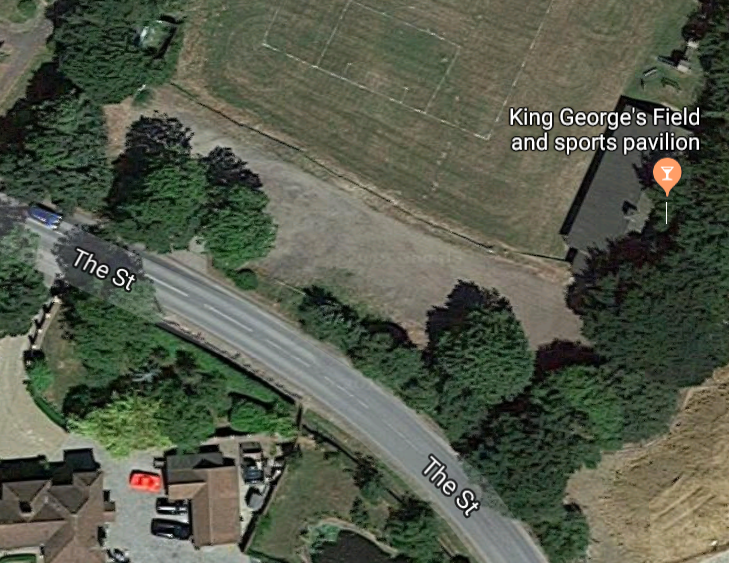 King George's Field
and sports pavilion
The St
The St